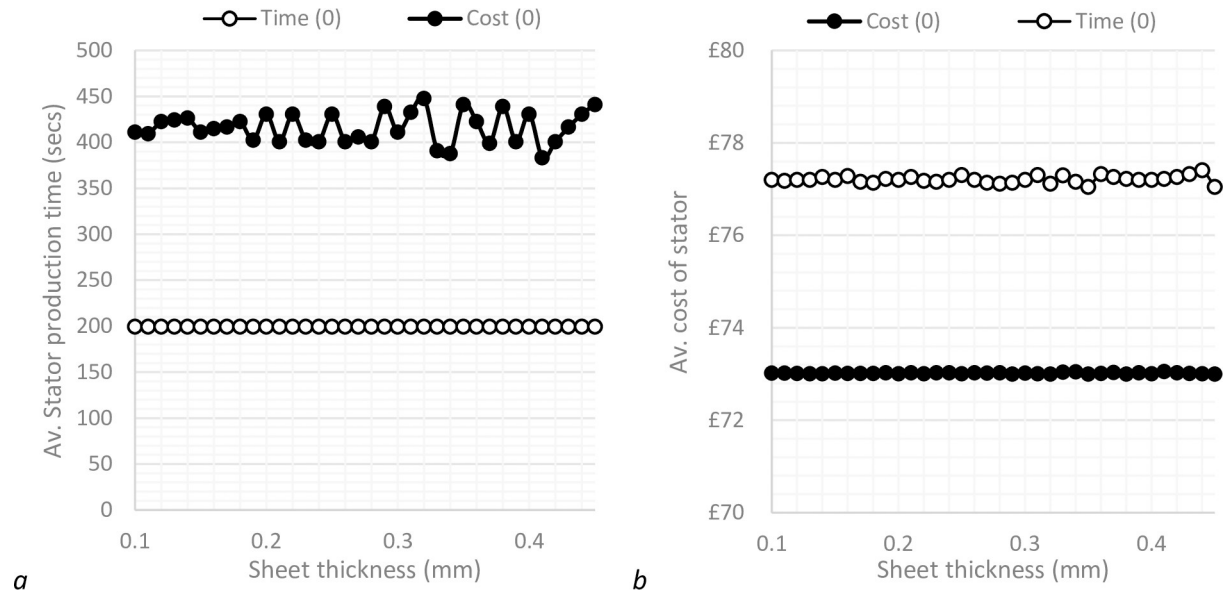 Time (0) Cost (0)
500
450
400
350
300
250
200
150
100
50
0
Av. Stator production time (secs)
0.1 0.2 0.3 0.4
Sheet thickness (mm)
a
Cost (0) Time (0)
£80
£78
£76
£74
£72
£70
Av. cost of stator
0.1 0.2 0.3 0.4
Sheet thickness (mm)
b